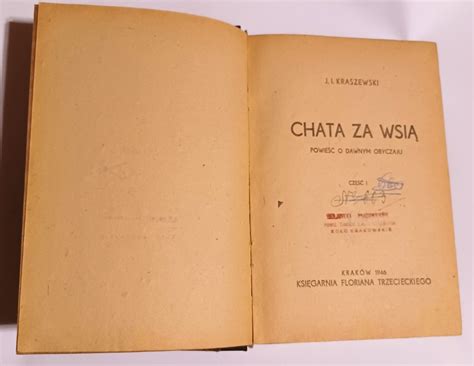 J. I. KRASZEWSKI
CHATA ZA WSIĄ
POWIEŚĆ O DAWNYM OBYCZAJU
CZĘŚĆ I.
KRAKÓW 1946
KSIĘGARNIA FLORIANA TRZECIECKIEGO